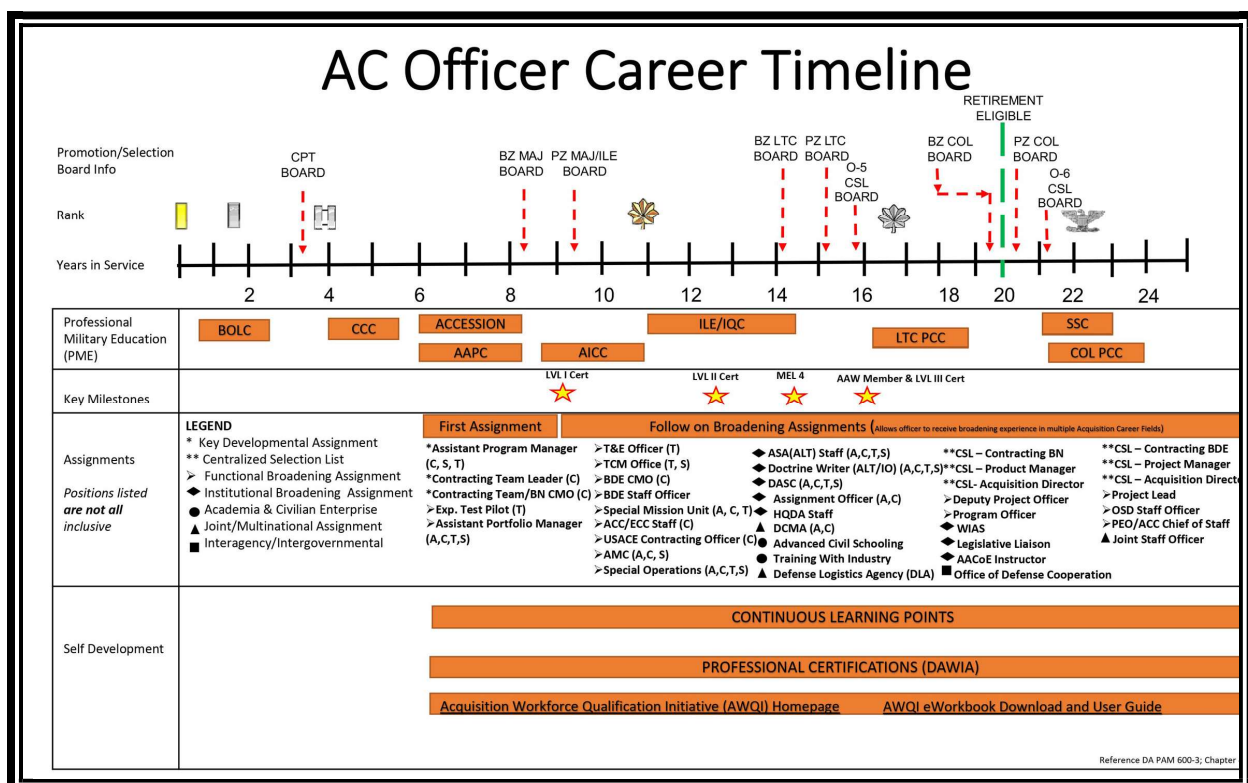 AC Officer Career Timeline
RETIREMENT
ELIGIBLE
Promotion/Selection
Board Info
CPT
BOARD
BZ MAJ
BOARD
PZ MAJ/ILE
BOARD
BZ LTC
BOARD
PZ LTC
BOARD
O-5
CSL
BOARD
BZ COL
BOARD
PZ COL
BOARD
O-6
CSL
BOARD
Rank
Years in Service
2 4 6 8 10 12 14 16 18 20 22 24
Professional
Military Education
(PME)
BOLC
CCC
ACCESSION
AAPC
AICC
ILE/IQC
LTC PCC
SSC
COL PCC
Key Milestones
LVL I Cert
LVL II Cert
MEL 4
AAW Member & LVL III Cert
Assignments
Positions listed
are not all
inclusive
LEGEND
* Key Developmental Assignment
** Centralized Selection List
➢ Functional Broadening Assignment
◆ Institutional Broadening Assignment
● Academia & Civilian Enterprise
▲ Joint/Multinational Assignment
■ Interagency/Intergovernmental
First Assignment
*Assistant Program Manager
(C, S, T)
*Contracting Team Leader (C)
*Contracting Team/BN CMO (C)
➢Exp. Test Pilot (T)
➢Assistant Portfolio Manager
(A,C,T,S)
Follow on Broadening Assignments (Allows officer to receive broadening experience in multiple Acquisition Career Fields)
➢T&E Officer (T)
➢TCM Office (T, S)
➢BDE CMO (C)
➢BDE Staff Officer
➢Special Mission Unit (A, C, T)
➢ACC/ECC Staff (C)
➢USACE Contracting Officer (C)
➢AMC (A,C, S)
➢Special Operations (A,C,T,S)
◆ ASA(ALT) Staff (A,C,T,S)
◆ Doctrine Writer (ALT/IO) (A,C,T,S)
◆ DASC (A,C,T,S)
◆ Assignment Officer (A,C)
◆ HQDA Staff
▲ DCMA (A,C)
● Advanced Civil Schooling
● Training With Industry
▲ Defense Logistics Agency (DLA)
**CSL – Contracting BN
**CSL – Product Manager
**CSL- Acquisition Director
➢Deputy Project Officer
➢Program Officer
◆ WIAS
◆ Legislative Liaison
◆ AACoE Instructor
■ Office of Defense Cooperation
**CSL - Contracting BDE
**CSL – Project Manager
**CSL – Acquisition Directo
➢Project Lead
➢OSD Staff Officer
➢PEO/ACC Chief of Staff
▲Joint Staff Officer
Self Development
CONTINUOUS LEARNING POINTS
PROFESSIONAL CERTIFICATIONS (DAWIA)
Acquisition Workforce Qualification Initiative (AWQI) Homepage AWQI eWorkbook Download and User Guide
Reference DA PAM 600-3; Chapter